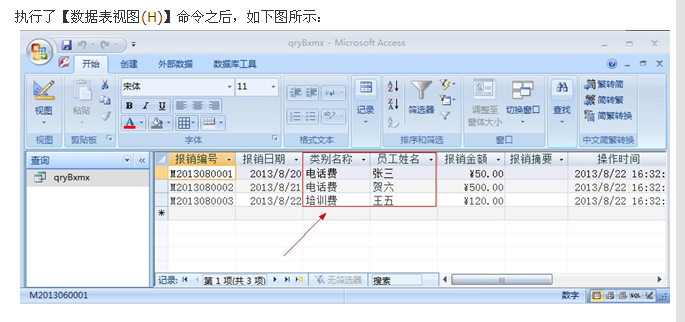 执行了【数据表视图(H)】命令之后，如下图所示：
qryBxmx - Microsoft Access
开始 创建 外部数据 数据库工具
宋体 11
视图 粘贴 B I U A 记录 筛选器 调整至窗体大小 切换窗口 查找 繁转简 简转繁 简繁转换
视图 剪贴板 字体 格式文本 排序和筛选 窗口 中文简繁转换
查询 «
qryBxmx
报销编号 报销日期 类别名称 员工姓名 报销金额 报销摘要 操作时间
M2013080001 2013/8/20 电话费 张三 ¥50.00 2013/8/22 16:32:
M2013080002 2013/8/21 电话费 贺六 ¥500.00 2013/8/22 16:32:
M2013080003 2013/8/22 培训费 王五 ¥120.00 2013/8/22 16:32:
记录: 第 1 项(共 3 项) 无筛选器 搜索
M2013060001 数字 SQL